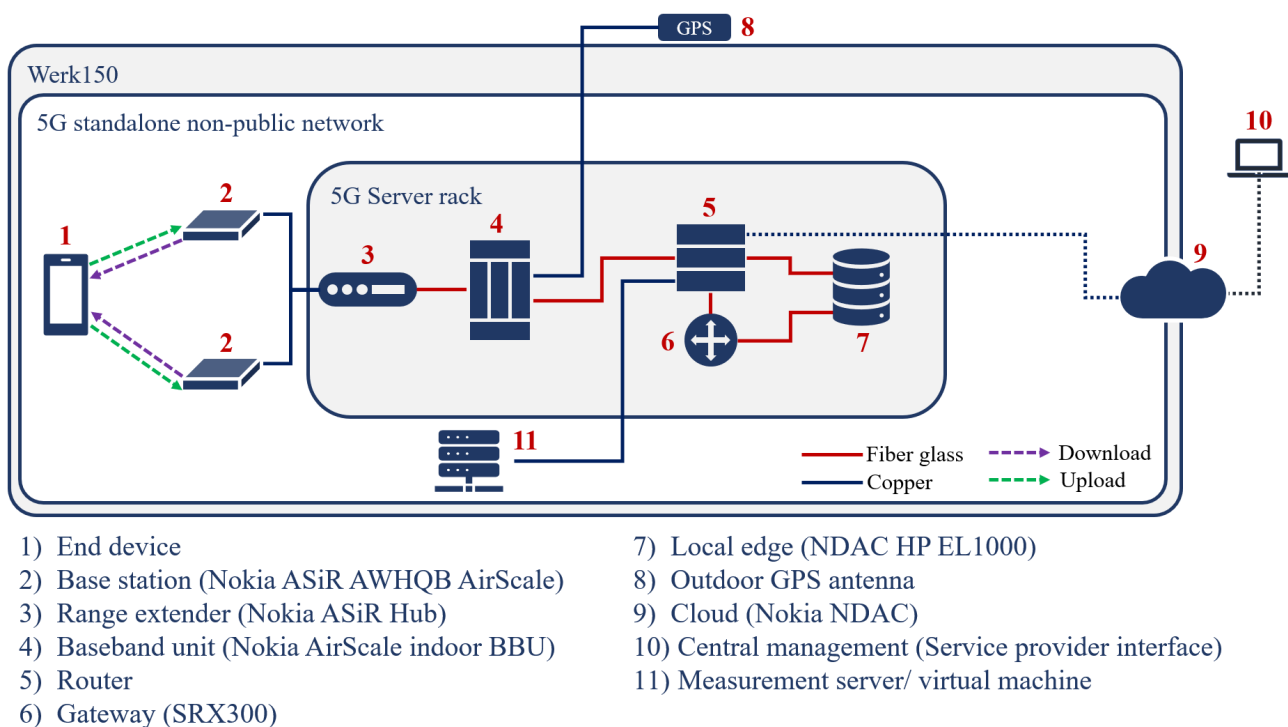 GPS 8
Werk150
5G standalone non-public network
10
2
5G Server rack
1
3
4
5
9
2
6
7
11
Fiber glass
Download
Copper
Upload
1) End device
2) Base station (Nokia ASiR AWHQB AirScale)
3) Range extender (Nokia ASiR Hub)
4) Baseband unit (Nokia AirScale indoor BBU)
5) Router
6) Gateway (SRX300)
7) Local edge (NDAC HP EL1000)
8) Outdoor GPS antenna
9) Cloud (Nokia NDAC)
10) Central management (Service provider interface)
11) Measurement server/ virtual machine